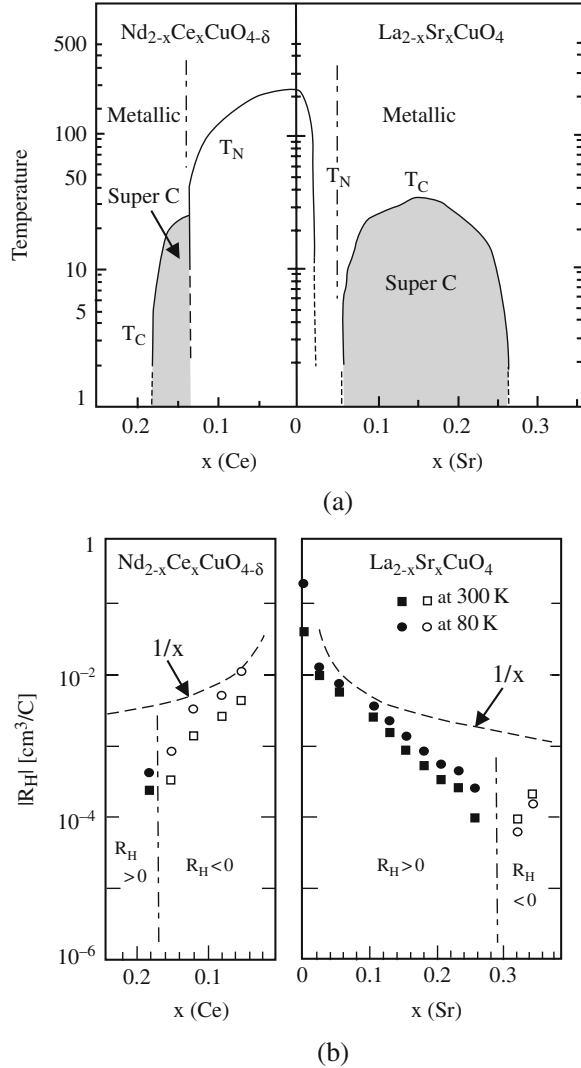 Nd2-xCexCuO4-δ
La2-xSrxCuO4
500
Metallic
Metallic
100
TN
50
TN
TC
Super C
Temperature
10
Super C
5
TC
1
0.2
0.1
0
0.1
0.2
0.3
x (Ce)
x (Sr)
(a)
1
Nd2-xCexCuO4-δ
La2-xSrxCuO4
at 300 K
at 80 K
1/x
1/x
10−2
|RH| [cm3/C]
10−4
RH >0
RH<0
RH>0
RH <0
10−6
0.2
0.1
0
0.1
0.2
0.3
x (Ce)
x (Sr)
(b)